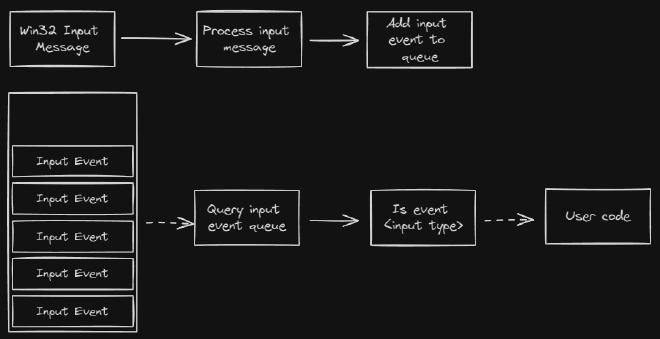 Win32 Input
Message
Process input
message
Add input
event to
queue
Input Event
Input Event
Input Event
Input Event
Input Event
Query input
event queue
Is event
<input type>
User code